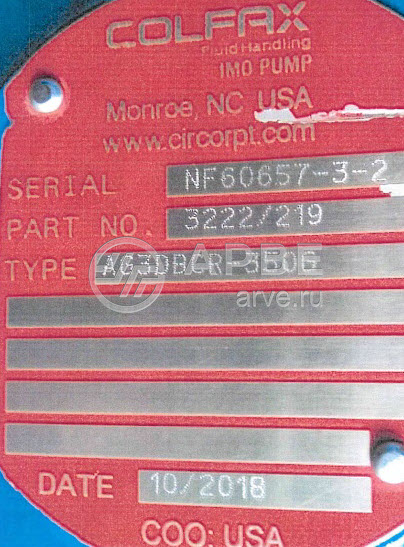 COLFAX
Fluid Handling
IMO PUMP
Monroe, NC USA
www.circorpt.com
SERIAL NF60657-3-2
PART NO. 3222/219
TYPE
АРВЕ
arve.ru
DATE 10/2018
COO: USA